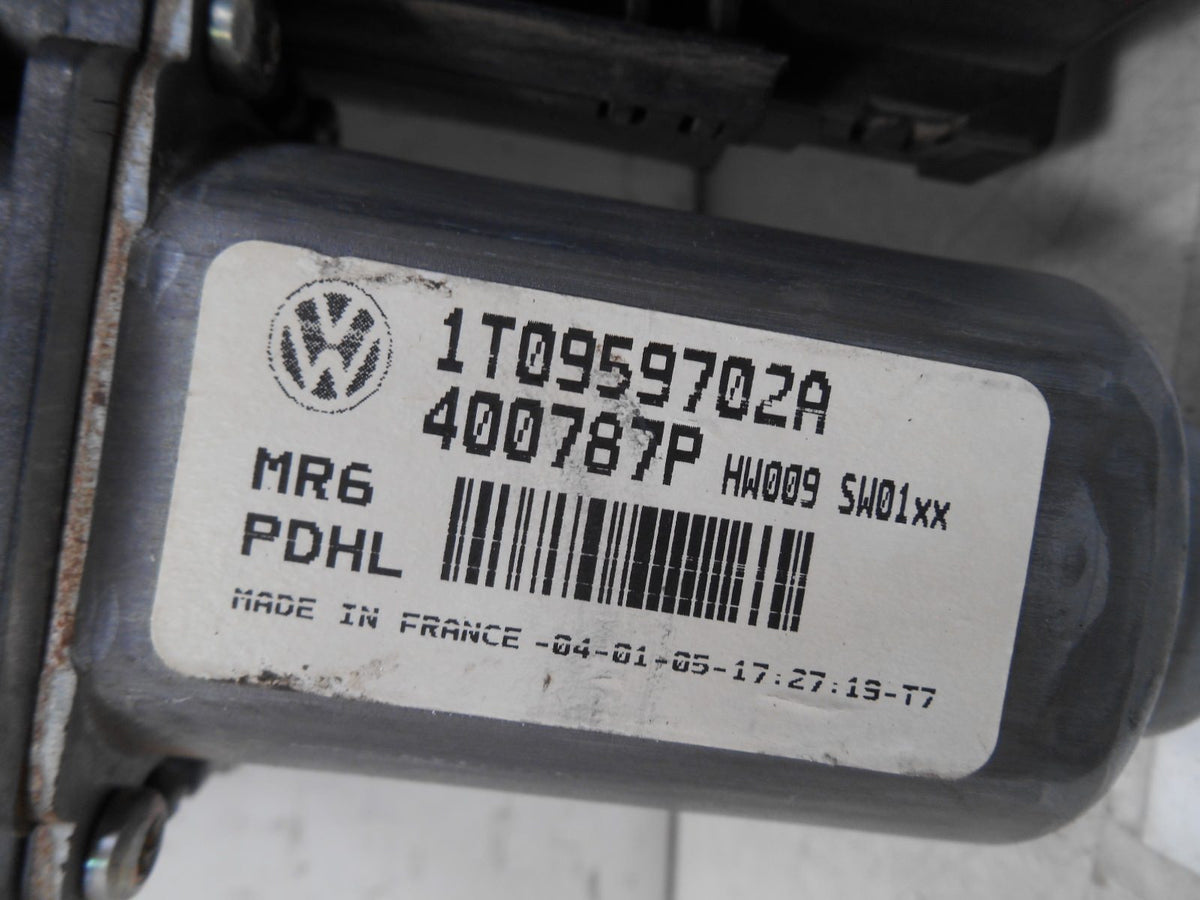 1T0959702A
400787P HW009 SW01xx
MR6
PDHL
MADE IN FRANCE -04-01-05-17:27:19-T7